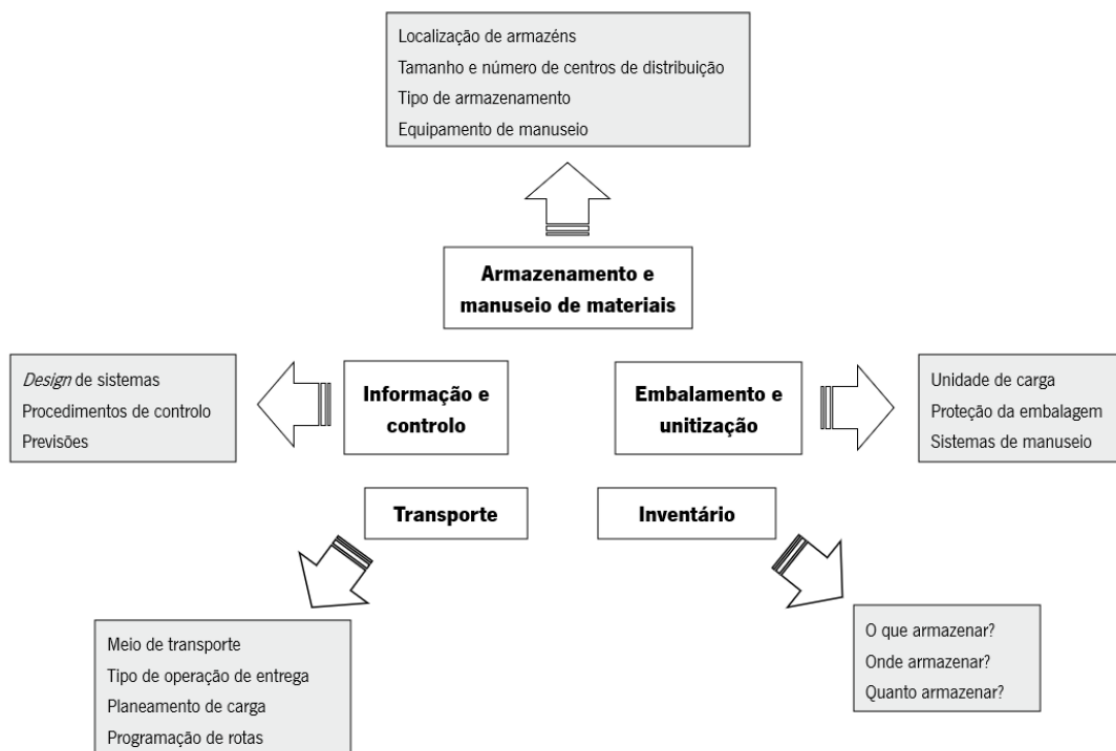 Localização de armazéns
Tamanho e número de centros de distribuição
Tipo de armazenamento
Equipamento de manuseio
Armazenamento e
manuseio de materiais
Design de sistemas
Procedimentos de controlo
Previsões
Informação e
controlo
Embalamento e
unitização
Unidade de carga
Proteção da embalagem
Sistemas de manuseio
Transporte
Inventário
Meio de transporte
Tipo de operação de entrega
Planeamento de carga
Programação de rotas
O que armazenar?
Onde armazenar?
Quanto armazenar?